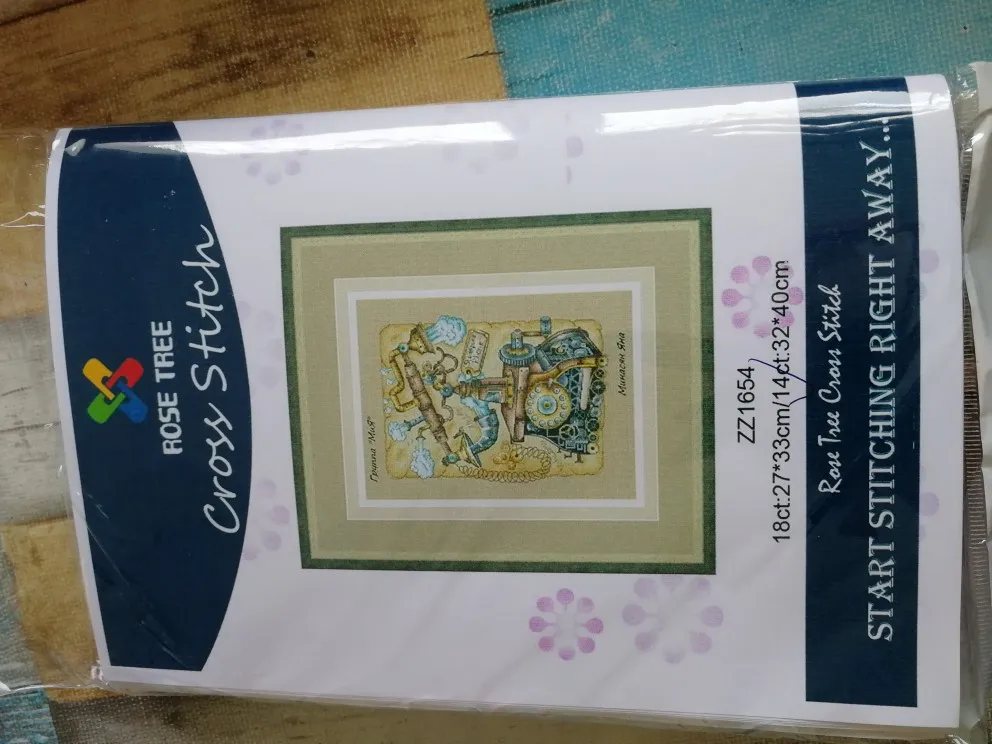 ROSE TREE
Cross Stitch
Группа "МиЯ"
Минасян Яна
ZZ1654
18ct:27*33cm/14ct:32*40cm
Rose Tree Cross Stitch
START STITCHING RIGHT AWAY...